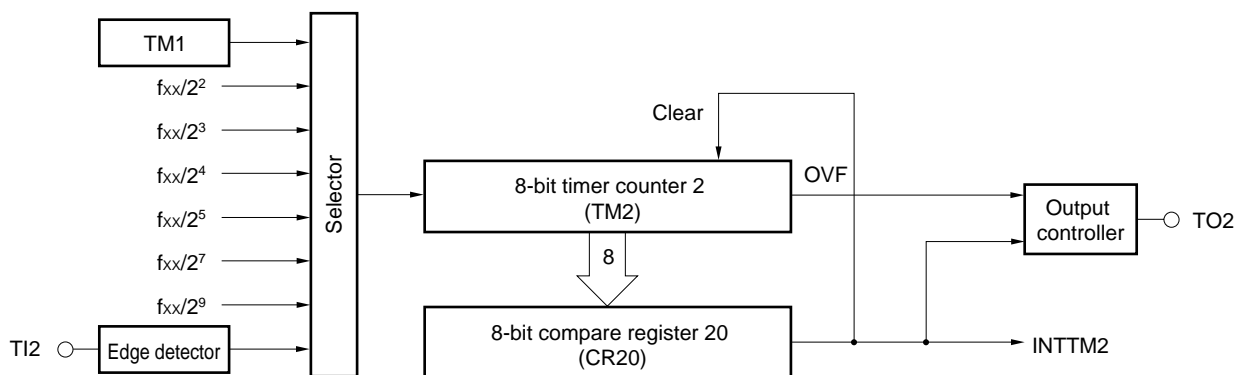 TM1
fxx/2²
fxx/2³
fxx/2⁴
fxx/2⁵
fxx/2⁷
fxx/2⁹
TI2
Edge detector
Selector
Clear
8-bit timer counter 2
(TM2)
OVF
8
8-bit compare register 20
(CR20)
Output
controller
TO2
INTTM2